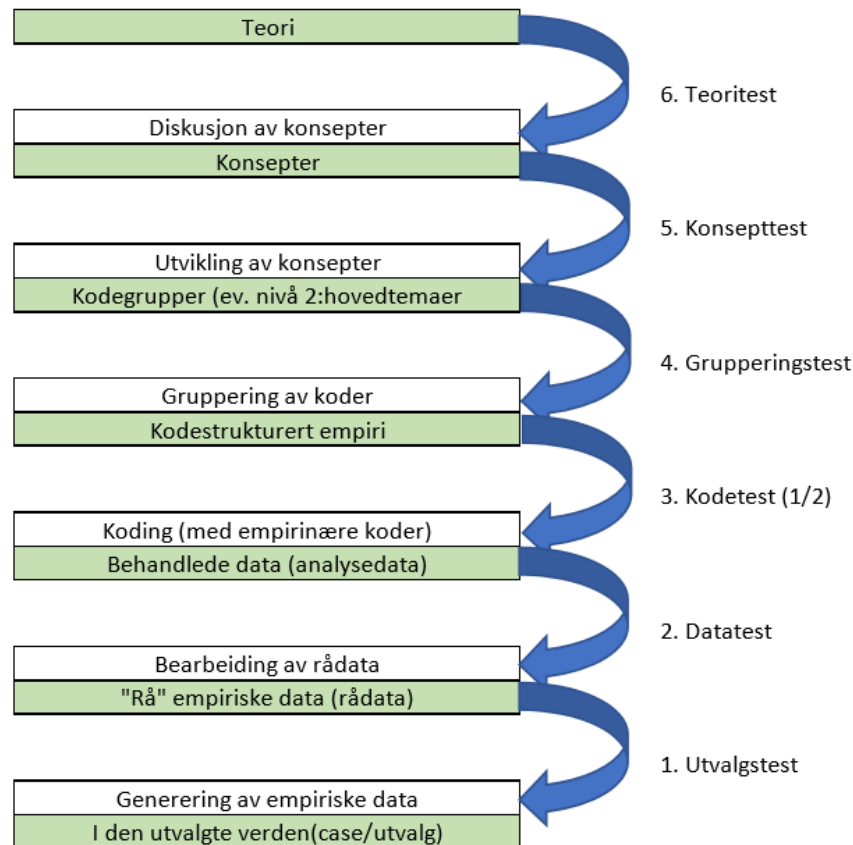 Teori
6. Teoritest
Diskusjon av konsepter
Konsepter
5. Konsepttest
Utvikling av konsepter
Kodegrupper (ev. nivå 2:hovedtemaer
4. Grupperingstest
Gruppering av koder
Kodestrukturert empiri
3. Kodetest (1/2)
Koding (med empirinære koder)
Behandlede data (analysedata)
2. Datatest
Bearbeiding av rådata
"Rå" empiriske data (rådata)
1. Utvalgstest
Generering av empiriske data
I den utvalgte verden(case/utvalg)